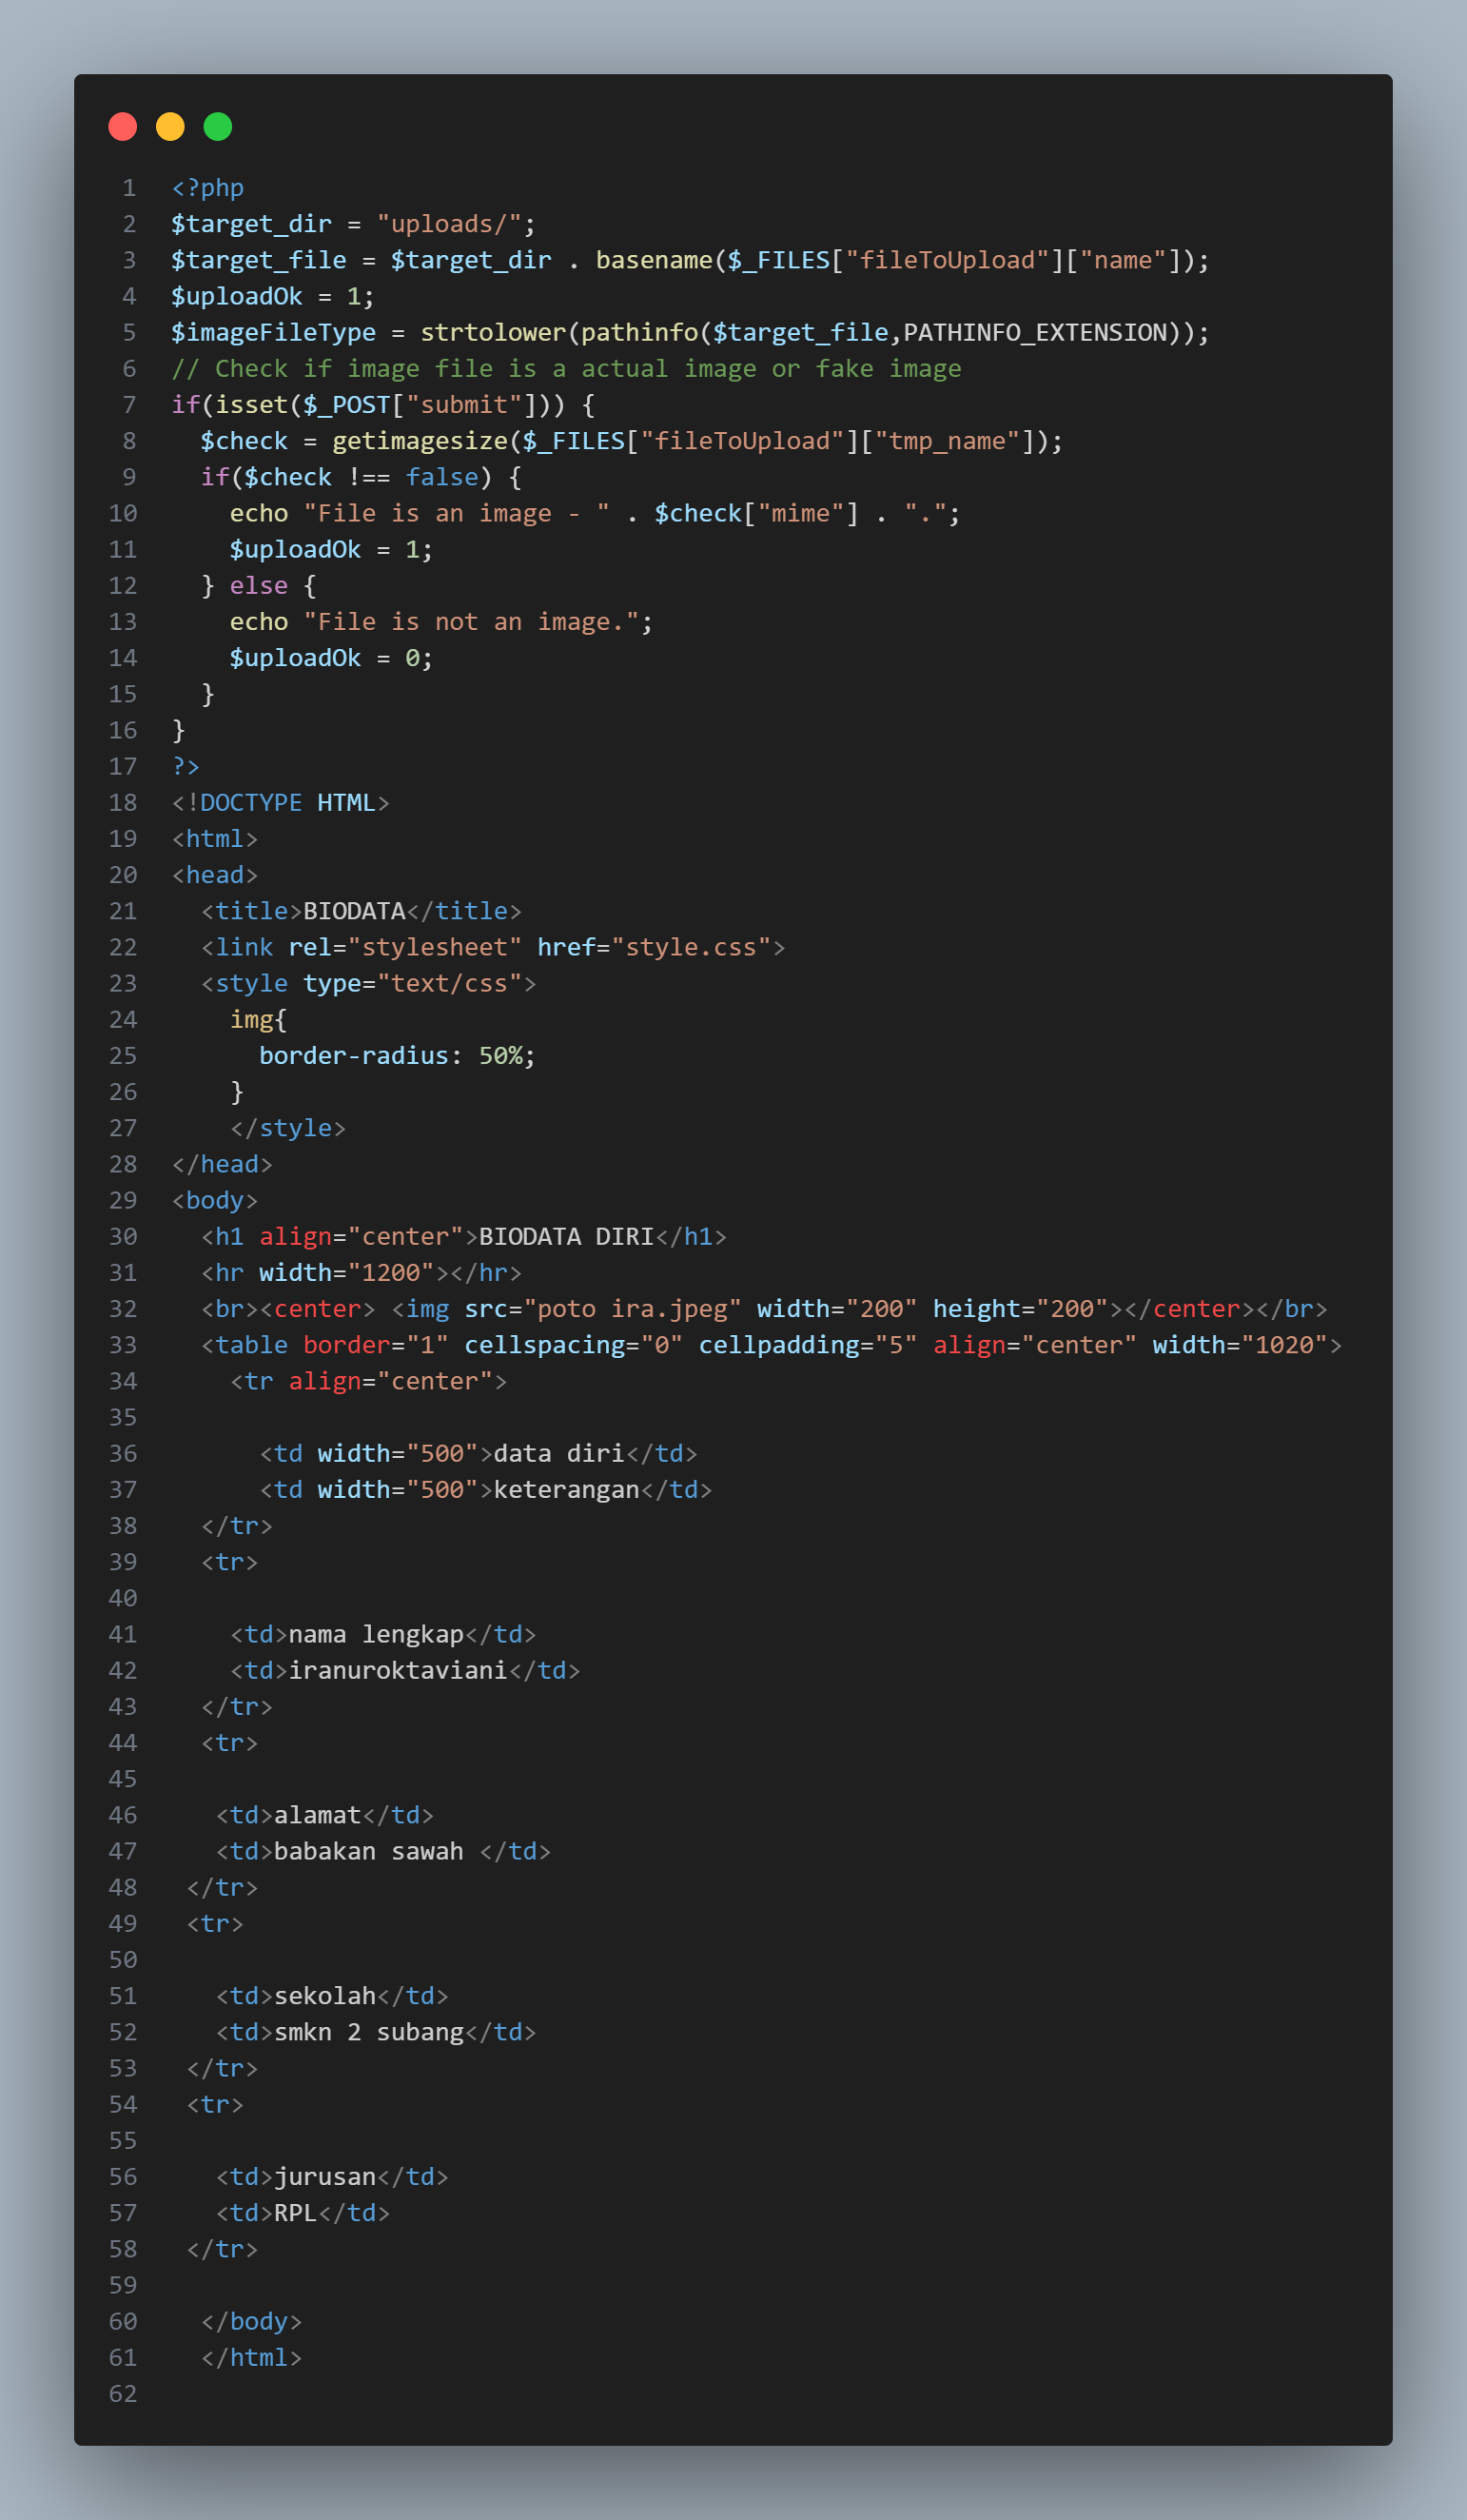 1 <?php
2 $target_dir = "uploads/";
3 $target_file = $target_dir . basename($_FILES["fileToUpload"]["name"]);
4 $uploadOk = 1;
5 $imageFileType = strtolower(pathinfo($target_file,PATHINFO_EXTENSION));
6 // Check if image file is a actual image or fake image
7 if(isset($_POST["submit"])) {
8   $check = getimagesize($_FILES["fileToUpload"]["tmp_name"]);
9   if($check !== false) {
10     echo "File is an image - " . $check["mime"] . ".";
11     $uploadOk = 1;
12   } else {
13     echo "File is not an image.";
14     $uploadOk = 0;
15   }
16 }
17 ?>
18 <!DOCTYPE HTML>
19 <html>
20 <head>
21   <title>BIODATA</title>
22   <link rel="stylesheet" href="style.css">
23   <style type="text/css">
24     img{
25       border-radius: 50%;
26     }
27     </style>
28 </head>
29 <body>
30   <h1 align="center">BIODATA DIRI</h1>
31   <hr width="1200"></hr>
32   <br><center> <img src="poto ira.jpeg" width="200" height="200"></center></br>
33   <table border="1" cellspacing="0" cellpadding="5" align="center" width="1020">
34     <tr align="center">
35
36       <td width="500">data diri</td>
37       <td width="500">keterangan</td>
38   </tr>
39   <tr>
40
41     <td>nama lengkap</td>
42     <td>iranuroktaviani</td>
43   </tr>
44   <tr>
45
46    <td>alamat</td>
47    <td>babakan sawah </td>
48  </tr>
49  <tr>
50
51    <td>sekolah</td>
52    <td>smkn 2 subang</td>
53  </tr>
54  <tr>
55
56    <td>jurusan</td>
57    <td>RPL</td>
58  </tr>
59
60   </body>
61   </html>
62